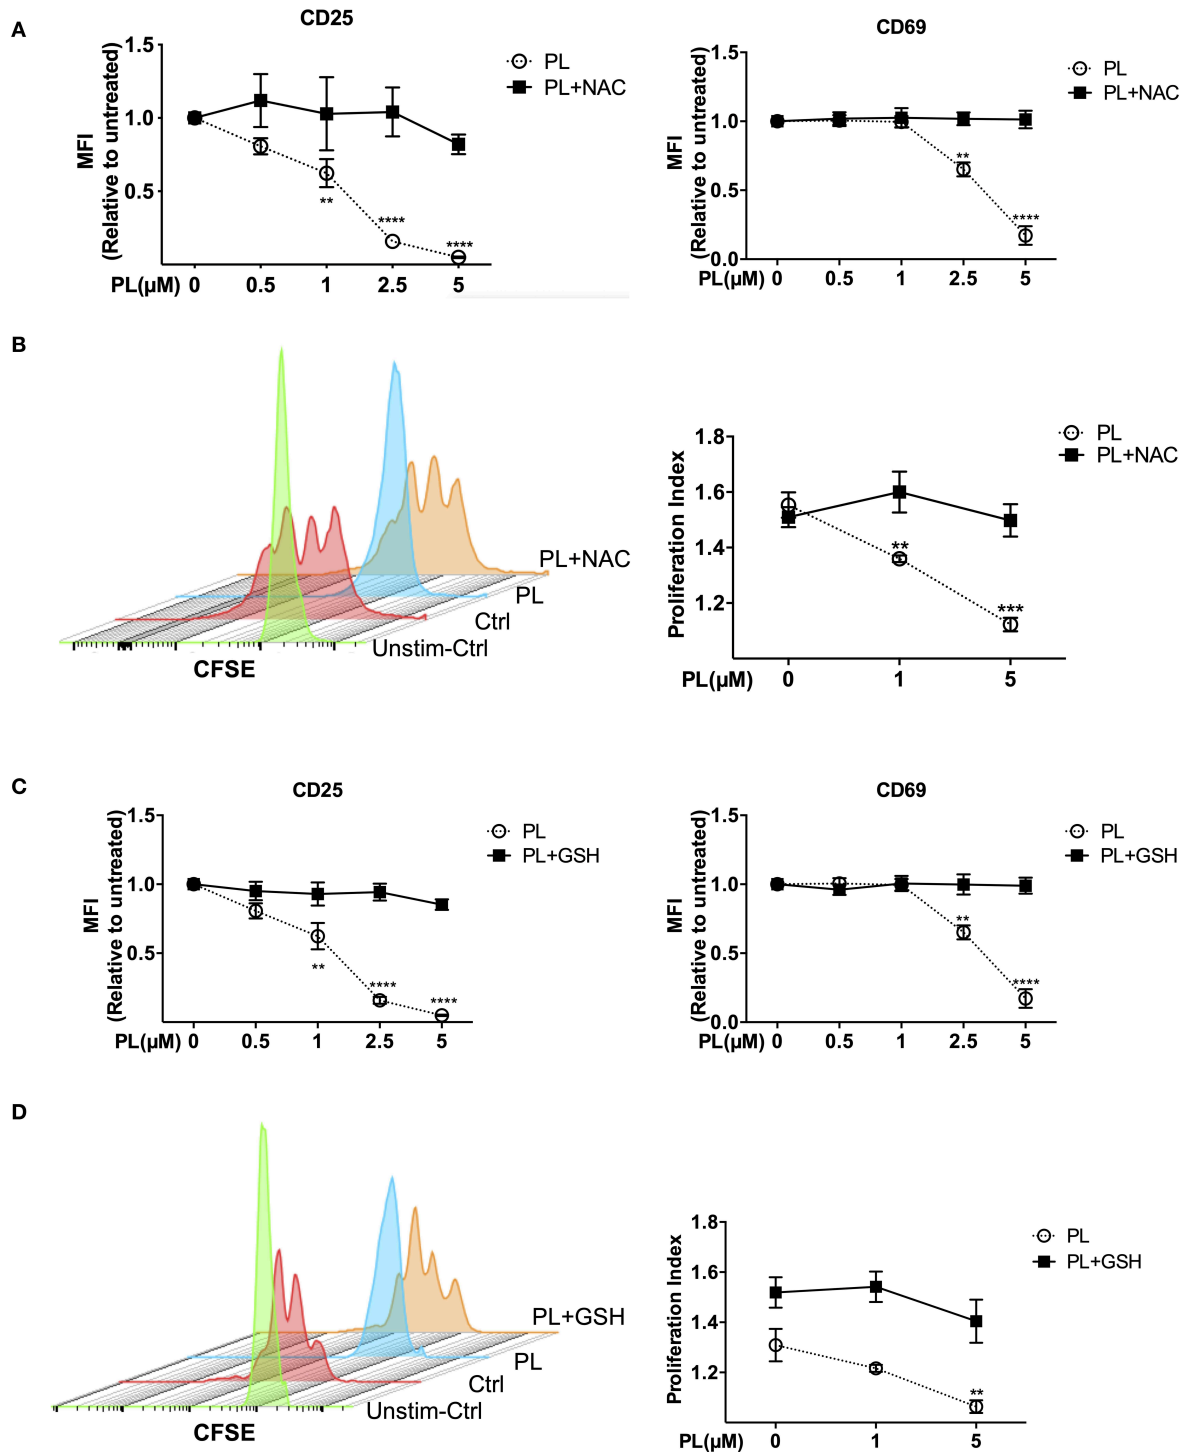 A
CD25
MFI
(Relative to untreated)
1.5
1.0
0.5
PL(µM) 0 0.5 1 2.5 5
** **** ****
PL
PL+NAC
CD69
MFI
(Relative to untreated)
1.5
1.0
0.5
0.0
PL(µM) 0 0.5 1 2.5 5
** ****
PL
PL+NAC
B
PL+NAC
PL
Ctrl
Unstim-Ctrl
CFSE
Proliferation Index
1.8
1.6
1.4
1.2
PL(µM) 0 1 5
** ***
PL
PL+NAC
C
CD25
MFI
(Relative to untreated)
1.5
1.0
0.5
PL(µM) 0 0.5 1 2.5 5
** **** ****
PL
PL+GSH
CD69
MFI
(Relative to untreated)
1.5
1.0
0.5
0.0
PL(µM) 0 0.5 1 2.5 5
** ****
PL
PL+GSH
D
PL+GSH
PL
Ctrl
Unstim-Ctrl
CFSE
Proliferation Index
1.8
1.6
1.4
1.2
PL(µM) 0 1 5
**
PL
PL+GSH